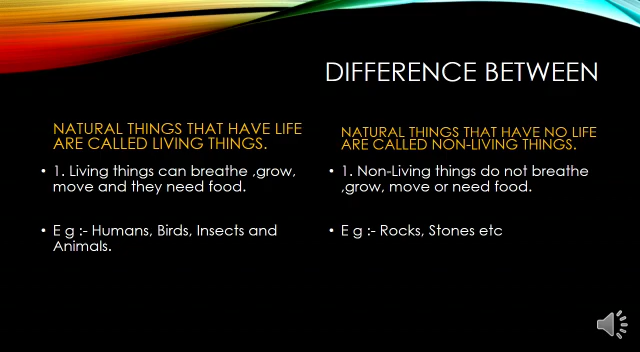 DIFFERENCE BETWEEN
NATURAL THINGS THAT HAVE LIFE
ARE CALLED LIVING THINGS.
• 1. Living things can breathe ,grow,
move and they need food.
• E g :- Humans, Birds, Insects and
Animals.
NATURAL THINGS THAT HAVE NO LIFE
ARE CALLED NON-LIVING THINGS.
• 1. Non-Living things do not breathe
,grow, move or need food.
• E g :- Rocks, Stones etc